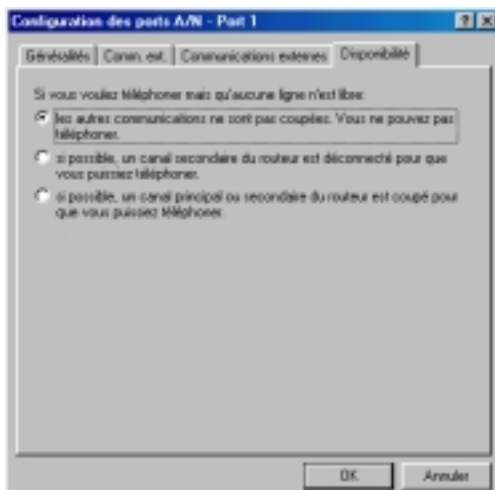 Configuration des ports A/N - Port 1
Généralités
Comm. ext.
Communications externes
Disponibilité
Si vous voulez téléphoner mais qu'aucune ligne n'est libre:
les autres communications ne sont pas coupées. Vous ne pouvez pas
téléphoner.
si possible, un canal secondaire du routeur est déconnecté pour que
vous puissiez téléphoner.
si possible, un canal principal ou secondaire du routeur est coupé pour
que vous puissiez téléphoner.
OK
Annuler